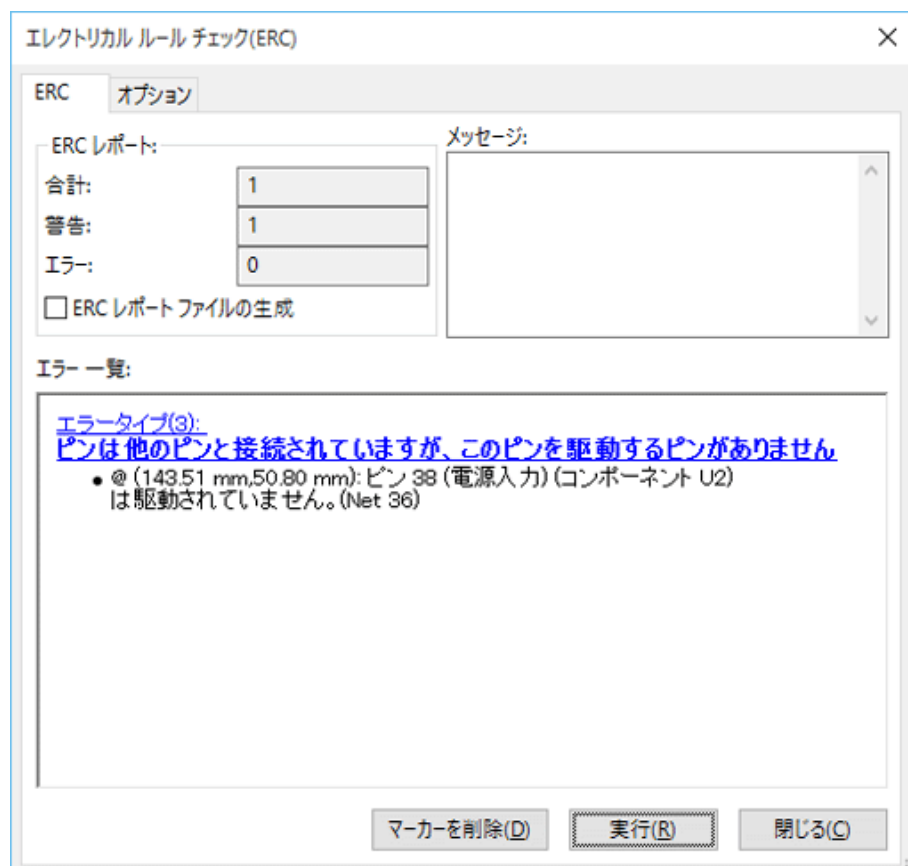 エレクトリカル ルール チェック(ERC)
ERC
オプション
ERC レポート:
合計:
1
警告:
1
エラー:
0
ERC レポート ファイルの生成
メッセージ:
エラー 一覧:
エラータイプ(3):
ピンは他のピンと接続されていますが、このピンを駆動するピンがありません
● @ (143.51 mm,50.80 mm): ピン 38 (電源入力) (コンポーネント U2)
は駆動されていません。(Net 36)
マーカーを削除(D)
実行(R)
閉じる(C)